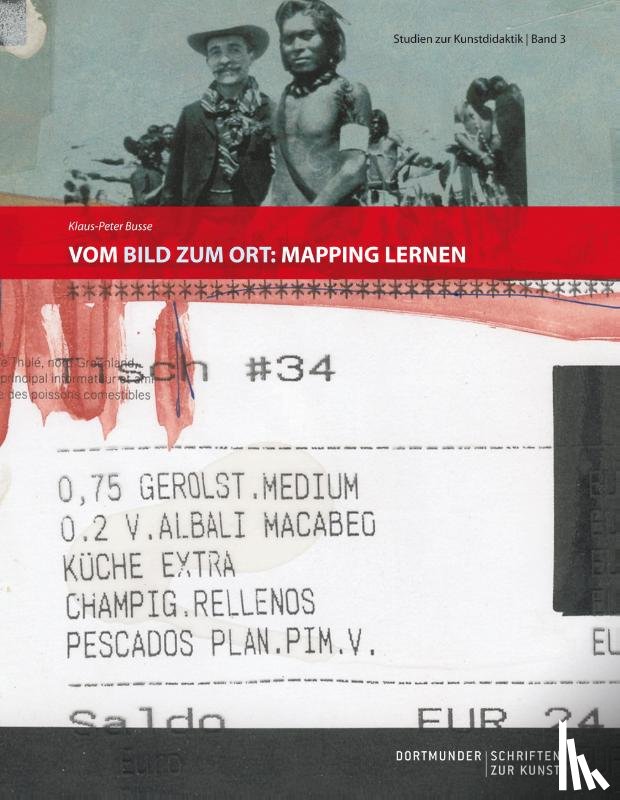 Studien zur Kunstdidaktik | Band 3
Klaus-Peter Busse
VOM BILD ZUM ORT: MAPPING LERNEN
Thulé, nord Greenland,
principal informateur et ami
des poissons comestibles
Tisch #34
0,75 GEROLST.MEDIUM
0.2 V.ALBALI MACABEO
KÜCHE EXTRA
CHAMPIG.RELLENOS
PESCADOS PLAN.PIM.V.
Saldo EUR 24
Euro
DORTMUNDER | SCHRIFTEN
ZUR KUNST